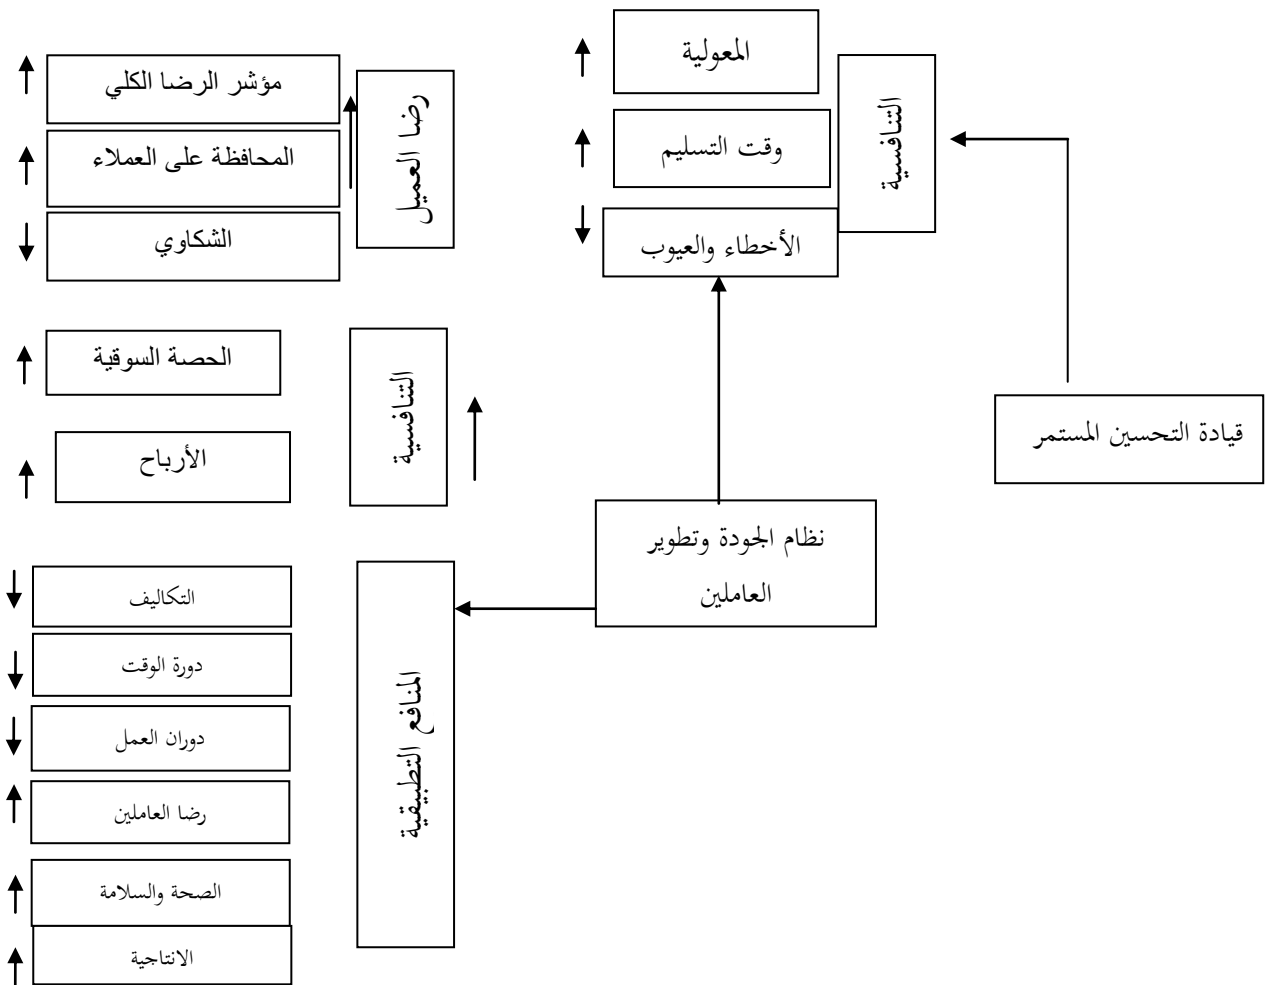 المعولية
التنافسية
وقت التسليم
الأخطاء والعيوب
قيادة التحسين المستمر
نظام الجودة وتطوير
العاملين
رضا العميل
مؤشر الرضا الكلي
المحافظة على العملاء
الشكاوي
التنافسية
الحصة السوقية
الأرباح
المنافع التطبيقية
التكاليف
دورة الوقت
دوران العمل
رضا العاملين
الصحة والسلامة
الانتاجية